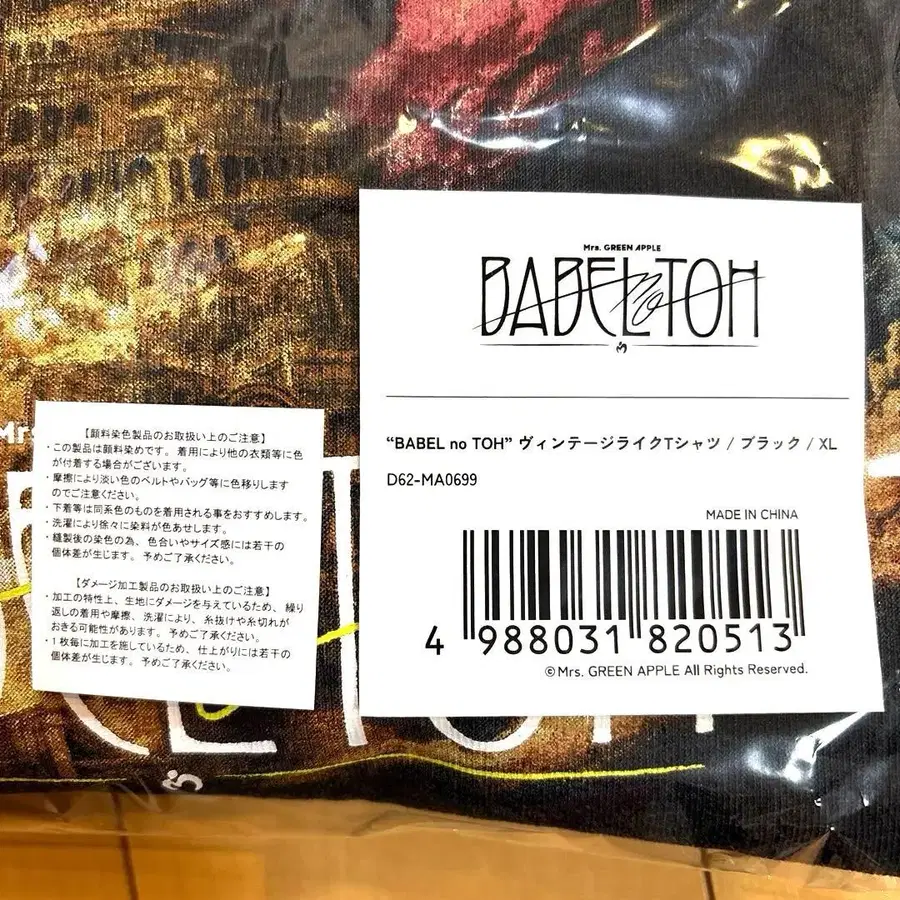 Mrs. GREEN APPLE
BABEL no TOH
“BABEL no TOH” ヴィンテージライクTシャツ / ブラック / XL
D62-MA0699
MADE IN CHINA
4 988031 820513
©Mrs. GREEN APPLE All Rights Reserved.
【顔料染色製品のお取扱い上のご注意】
・この製品は顔料染めです。着用により他の衣類等に色
が付着する場合がございます。
・摩擦により淡い色のベルトやバッグ等に色移りします
のでご注意ください。
・下着等は同系色のものを着用される事をおすすめします。
・洗濯により徐々に染料が色あせします。
・縫製後の染色の為、色合いやサイズ感には若干の
個体差が生じます。予めご了承ください。
【ダメージ加工製品のお取扱い上のご注意】
・加工の特性上、生地にダメージを与えているため、繰り
返しの着用や摩擦、洗濯により、糸抜けや糸切れが
おきる可能性があります。予めご了承ください。
・1枚毎に加工を施しているため、仕上がりには若干の
個体差が生じます。予めご了承ください。
Mrs
EL TOH